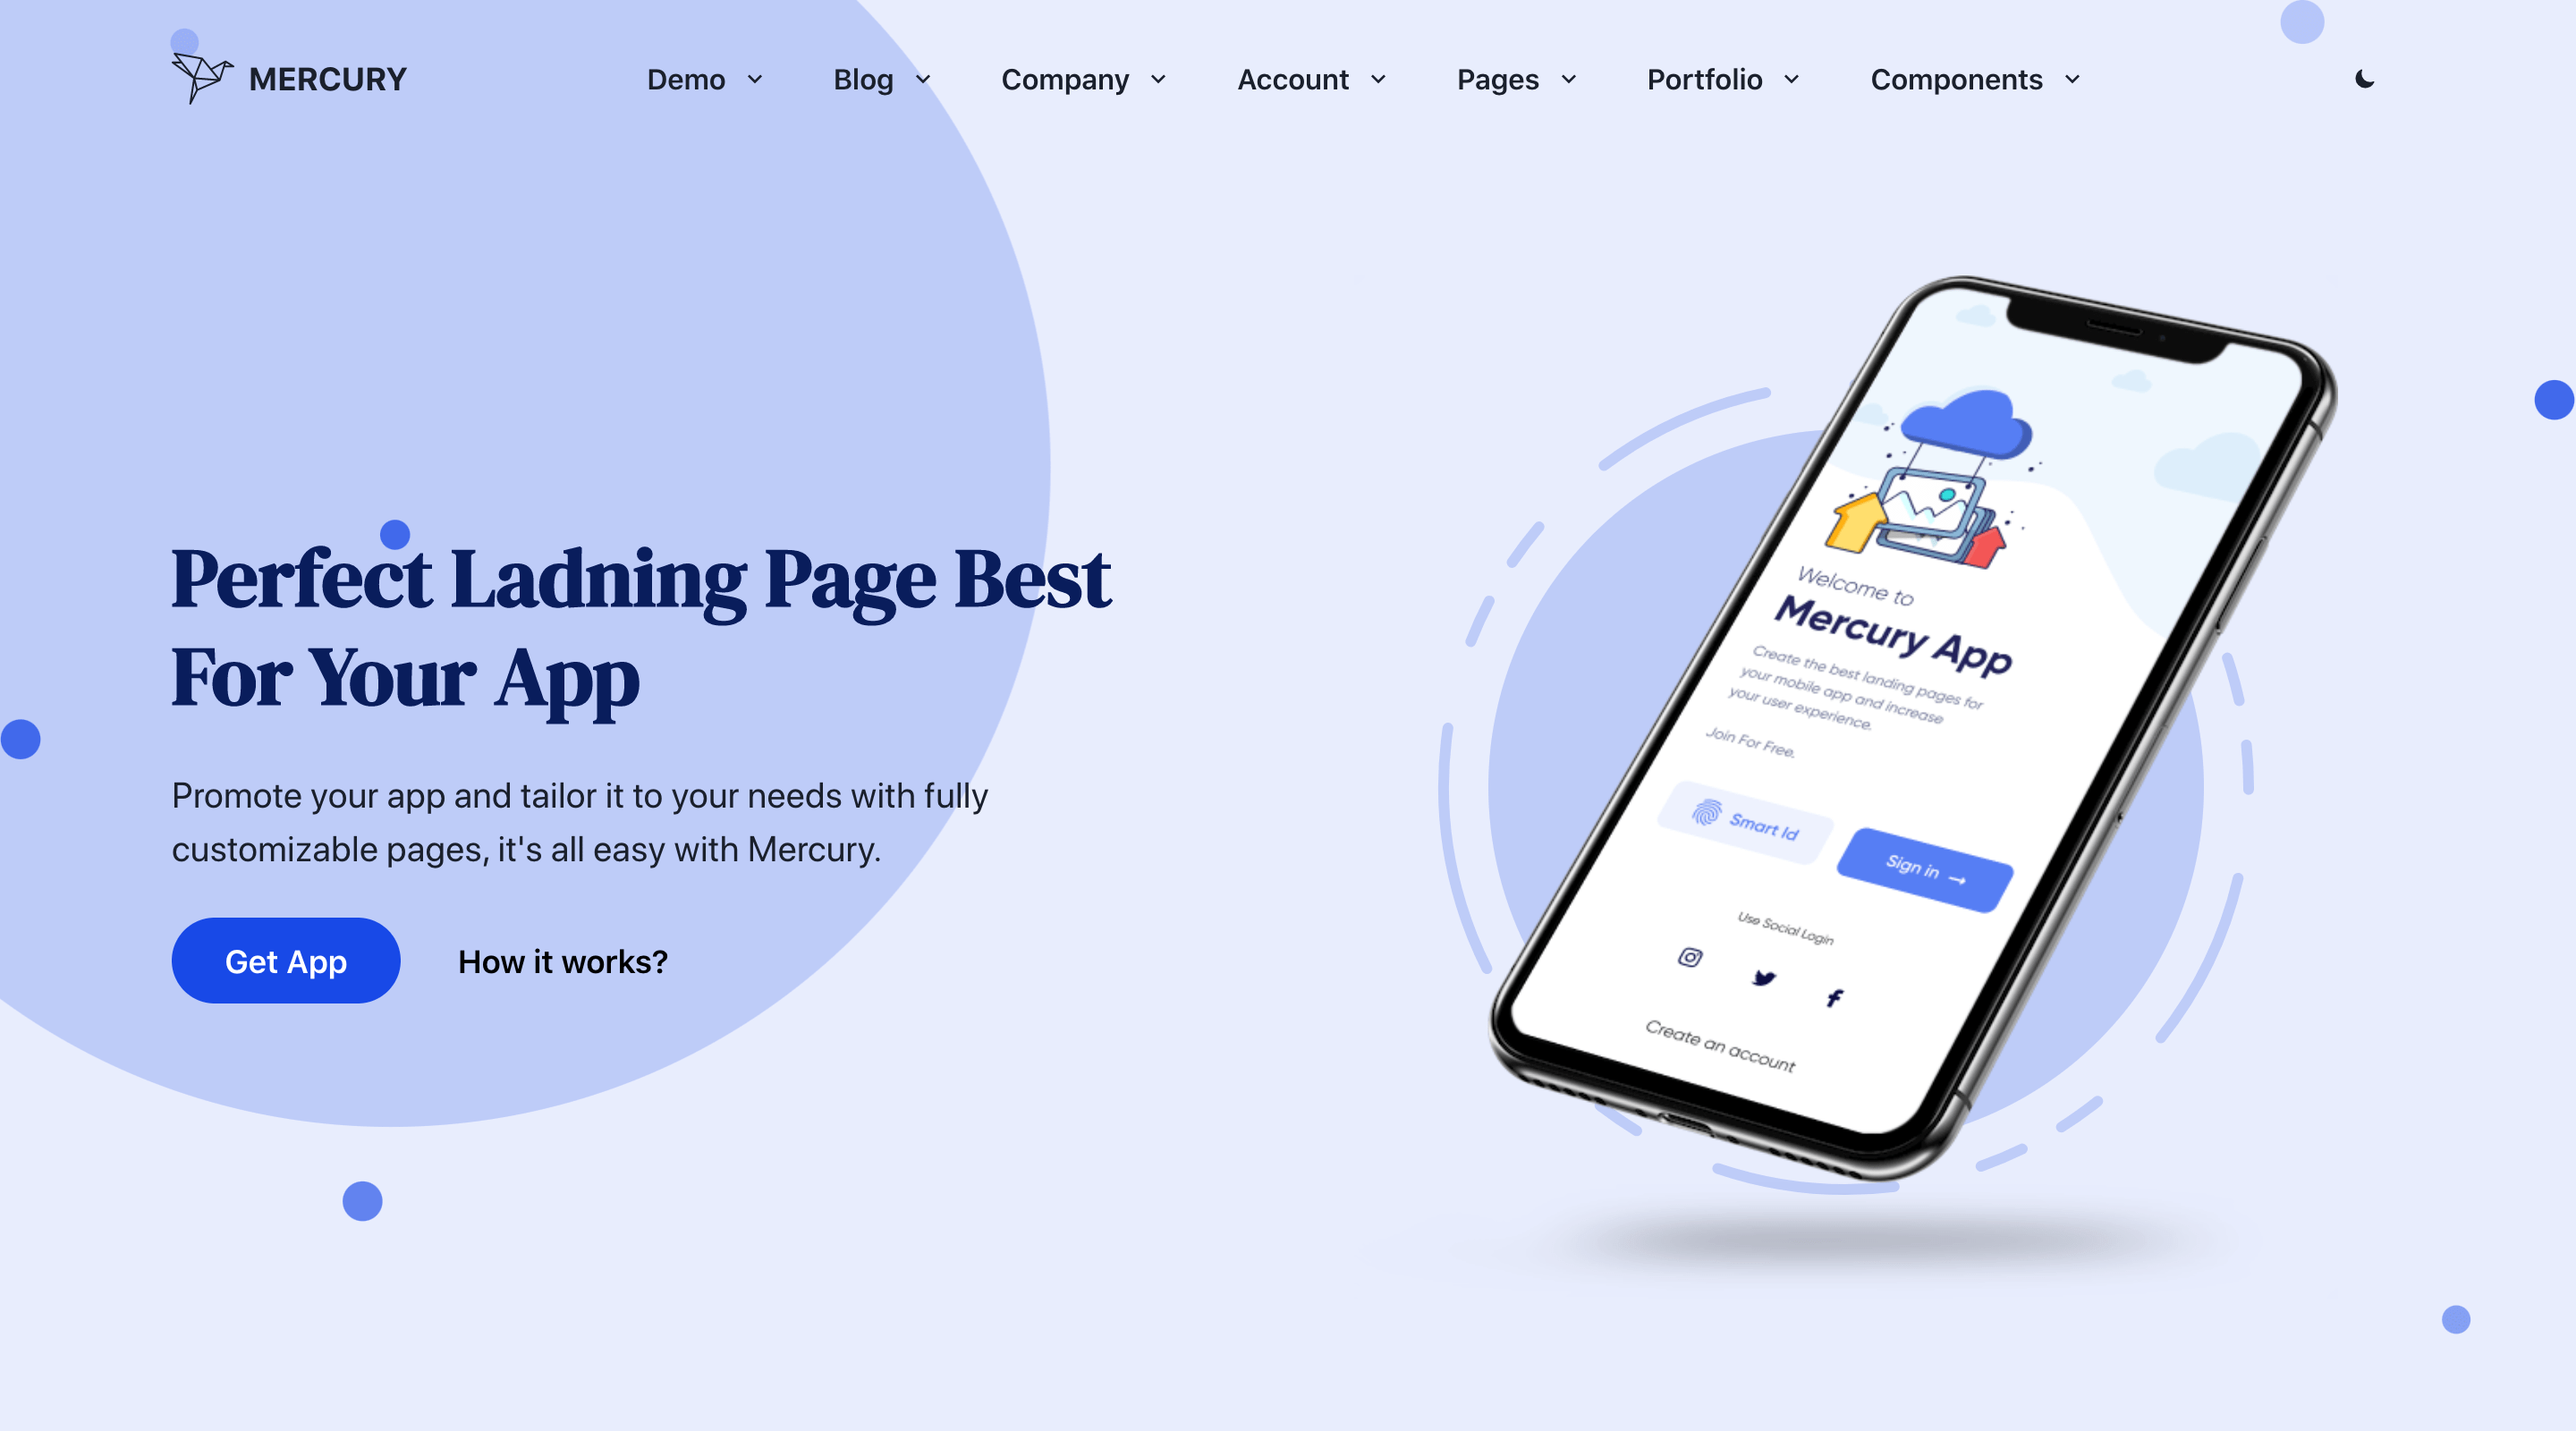 MERCURY
Demo
Blog
Company
Account
Pages
Portfolio
Components
Perfect Ladning Page Best
For Your App
Promote your app and tailor it to your needs with fully
customizable pages, it's all easy with Mercury.
Get App
How it works?
Welcome to
Mercury App
Create the best landing pages for
your mobile app and increase
your user experience.
Join For Free.
Smart Id
Sign in →
Use Social Login
Create an account